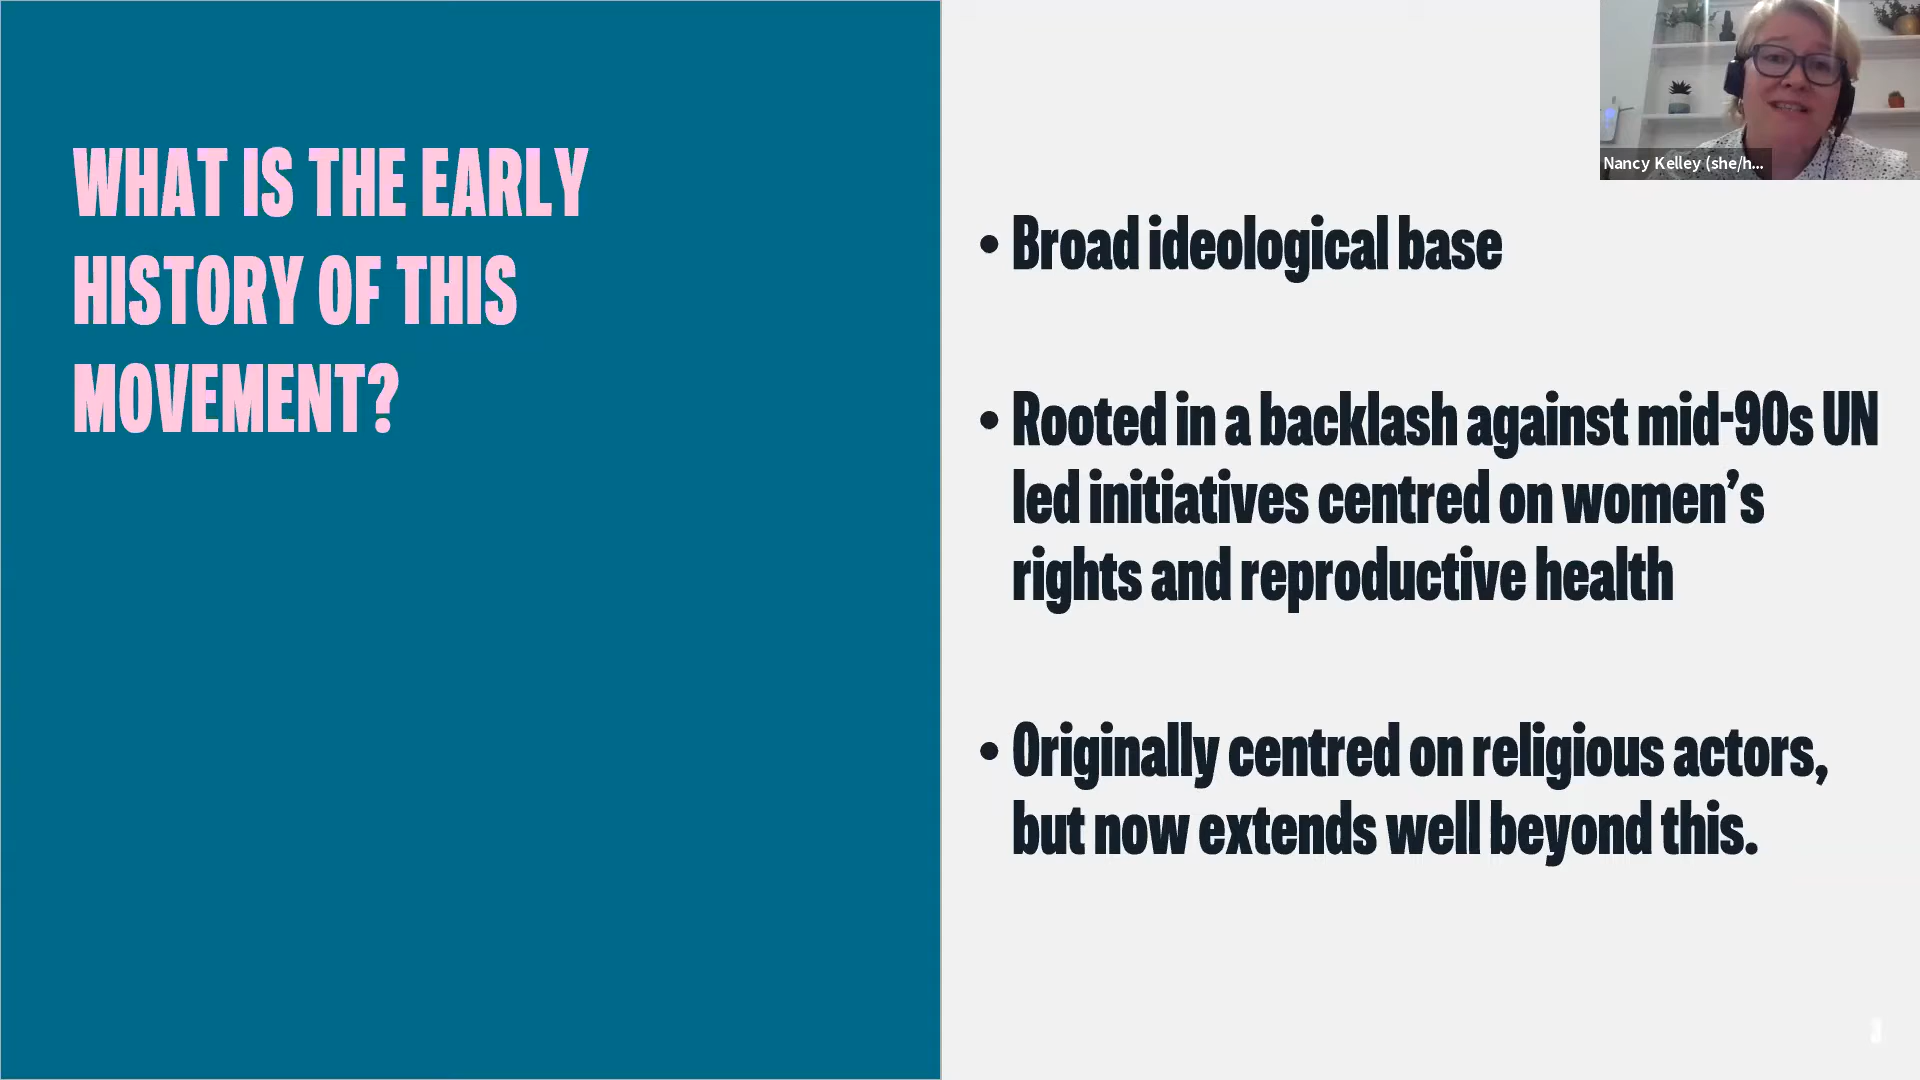 WHAT IS THE EARLY
HISTORY OF THIS
MOVEMENT?
Nancy Kelley (she/h...
• Broad ideological base
• Rooted in a backlash against mid-90s UN
led initiatives centred on women's
rights and reproductive health
• Originally centred on religious actors,
but now extends well beyond this.